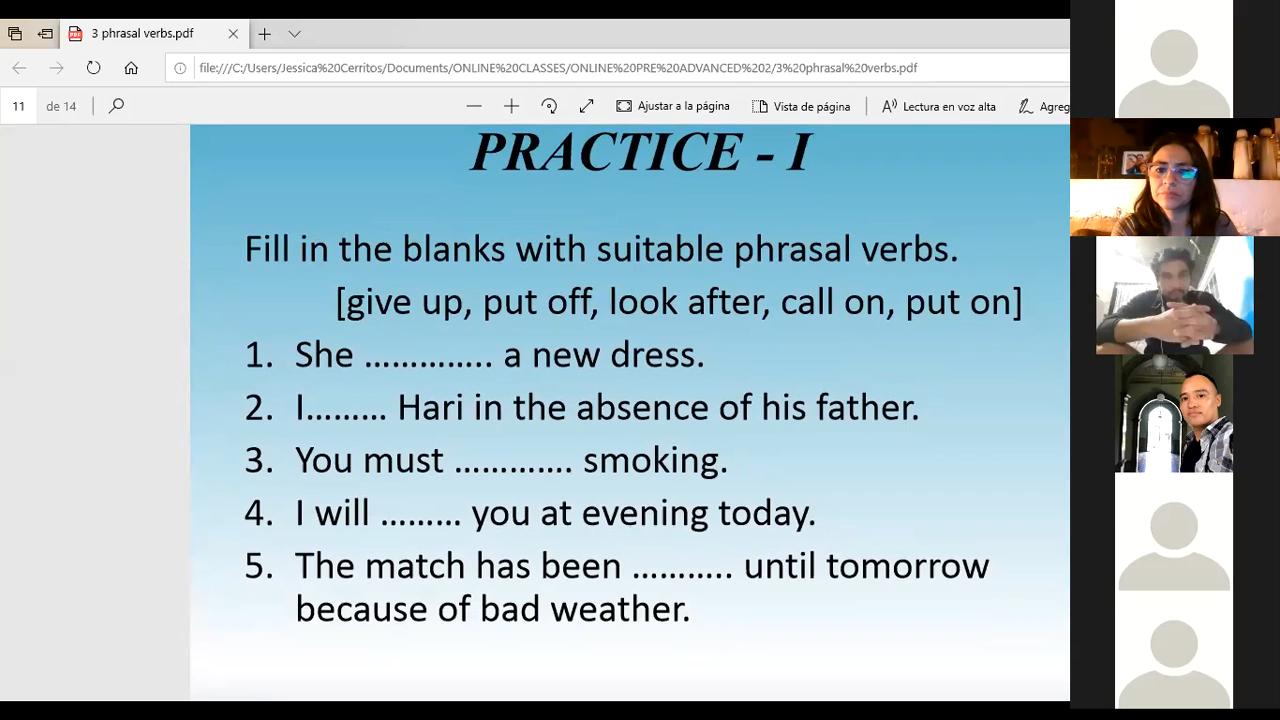 3 phrasal verbs.pdf
file:///C:/Users/Jessica%20Cerritos/Documents/ONLINE%20CLASSES/ONLINE%20PRE%20ADVANCED%202/3%20phrasal%20verbs.pdf
11 de 14 Ajustar a la página Vista de página Lectura en voz alta Agreg
PRACTICE - I
Fill in the blanks with suitable phrasal verbs.
[give up, put off, look after, call on, put on]
1. She ………….. a new dress.
2. I……… Hari in the absence of his father.
3. You must …………. smoking.
4. I will ……… you at evening today.
5. The match has been ……….. until tomorrow
because of bad weather.